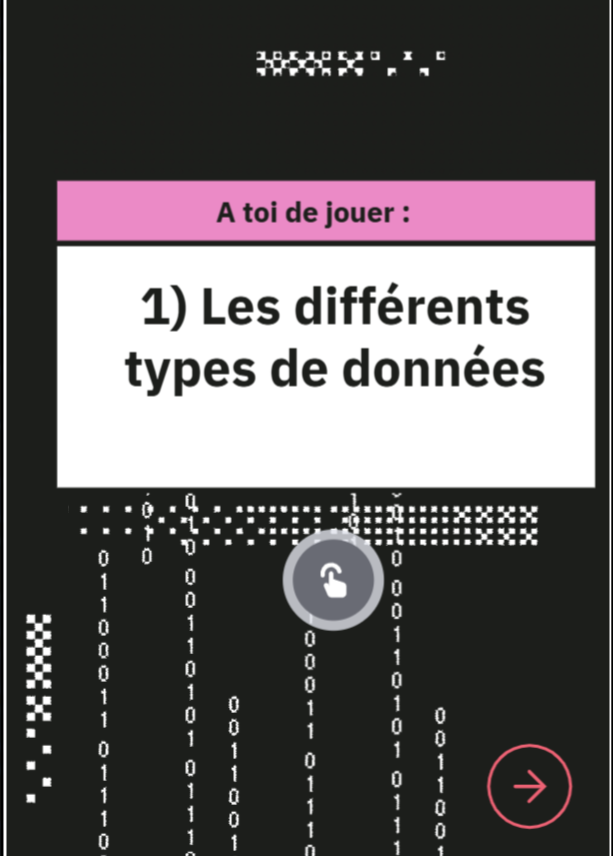 A toi de jouer :
1) Les différents
types de données